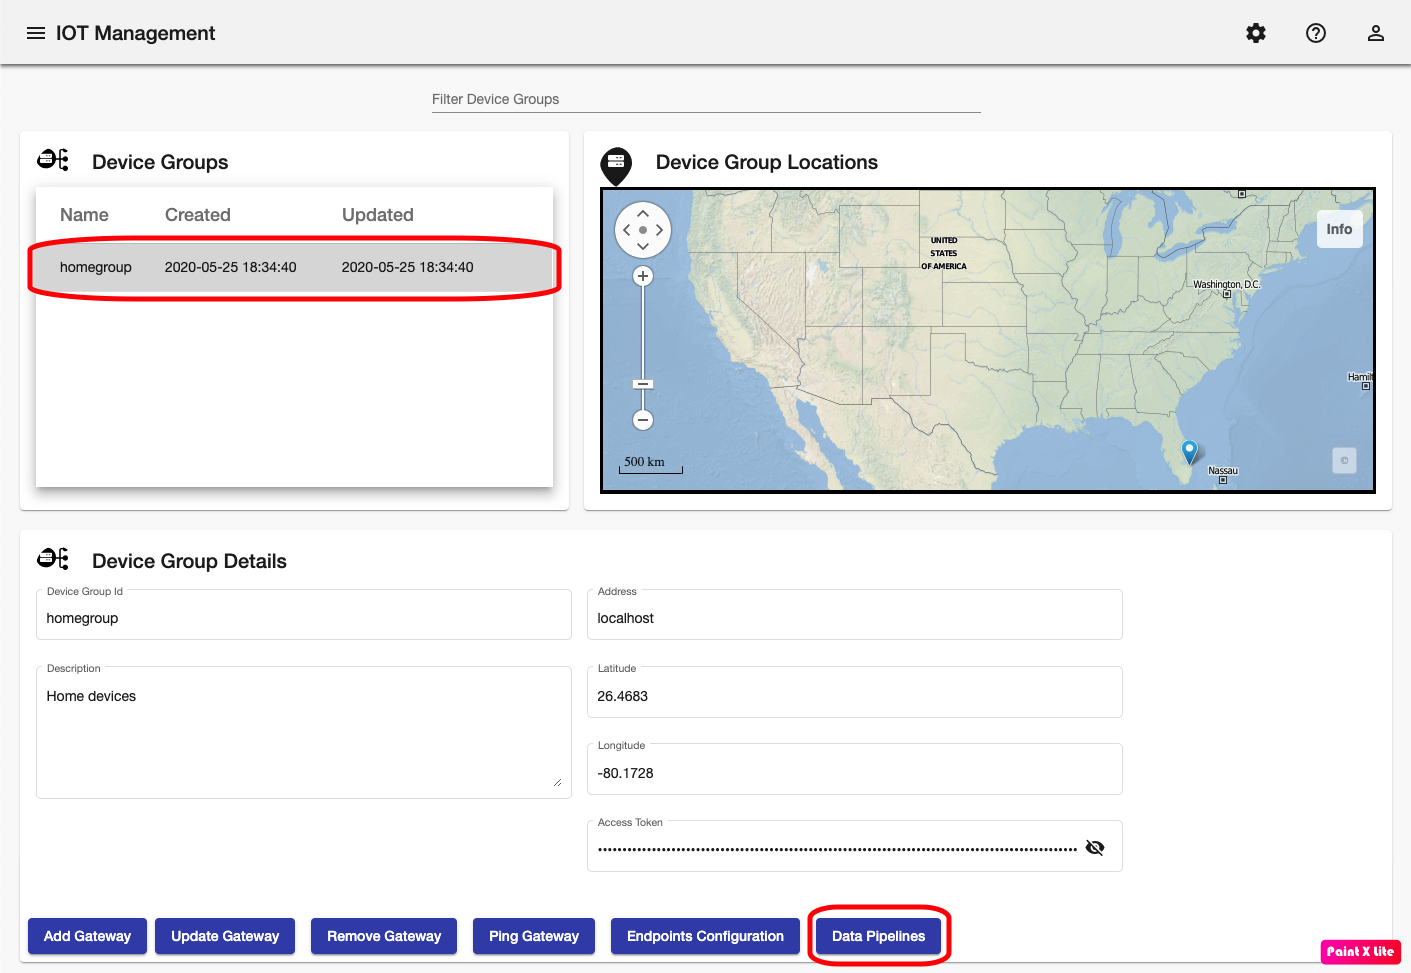 IOT Management
Filter Device Groups
Device Groups
Name Created Updated
homegroup 2020-05-25 18:34:40 2020-05-25 18:34:40
Device Group Locations
Info
UNITED
STATES
OF AMERICA
Washington, D.C.
Hamilt
500 km
Nassau
©
Device Group Details
Device Group Id
homegroup
Address
localhost
Description
Home devices
Latitude
26.4683
Longitude
-80.1728
Access Token
Add Gateway Update Gateway Remove Gateway Ping Gateway Endpoints Configuration Data Pipelines
Paint X Lite